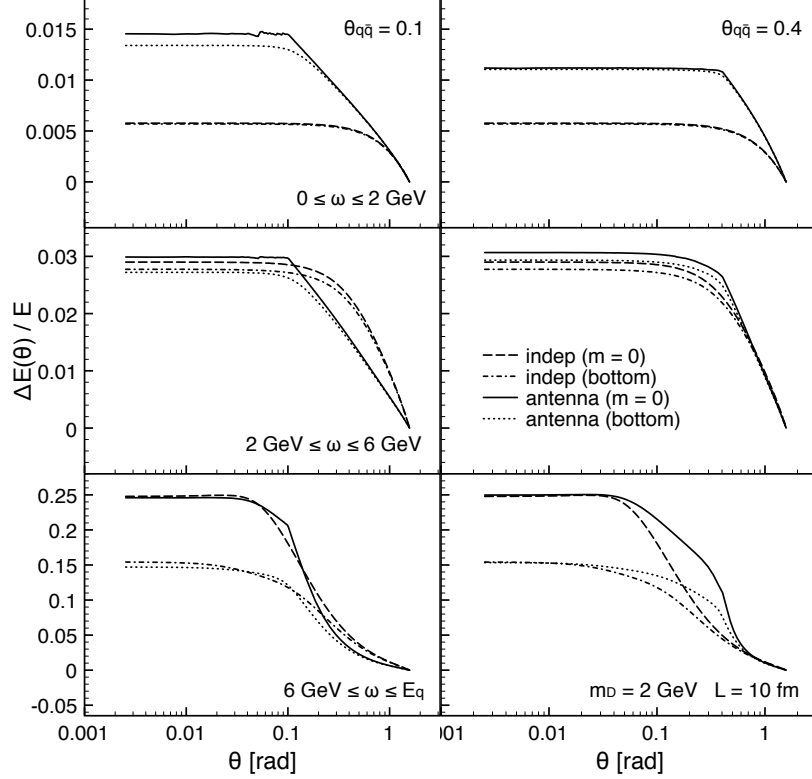 0.015
0.01
0.005
0
θqq̄ = 0.1
0 ≤ ω ≤ 2 GeV
θqq̄ = 0.4
ΔE(θ) / E
0.03
0.02
0.01
0
2 GeV ≤ ω ≤ 6 GeV
indep (m = 0)
indep (bottom)
antenna (m = 0)
antenna (bottom)
0.25
0.2
0.15
0.1
0.05
0
-0.05
6 GeV ≤ ω ≤ Eq
mD = 2 GeV L = 10 fm
0.001 0.01 0.1 1
001 0.01 0.1 1
θ [rad] θ [rad]